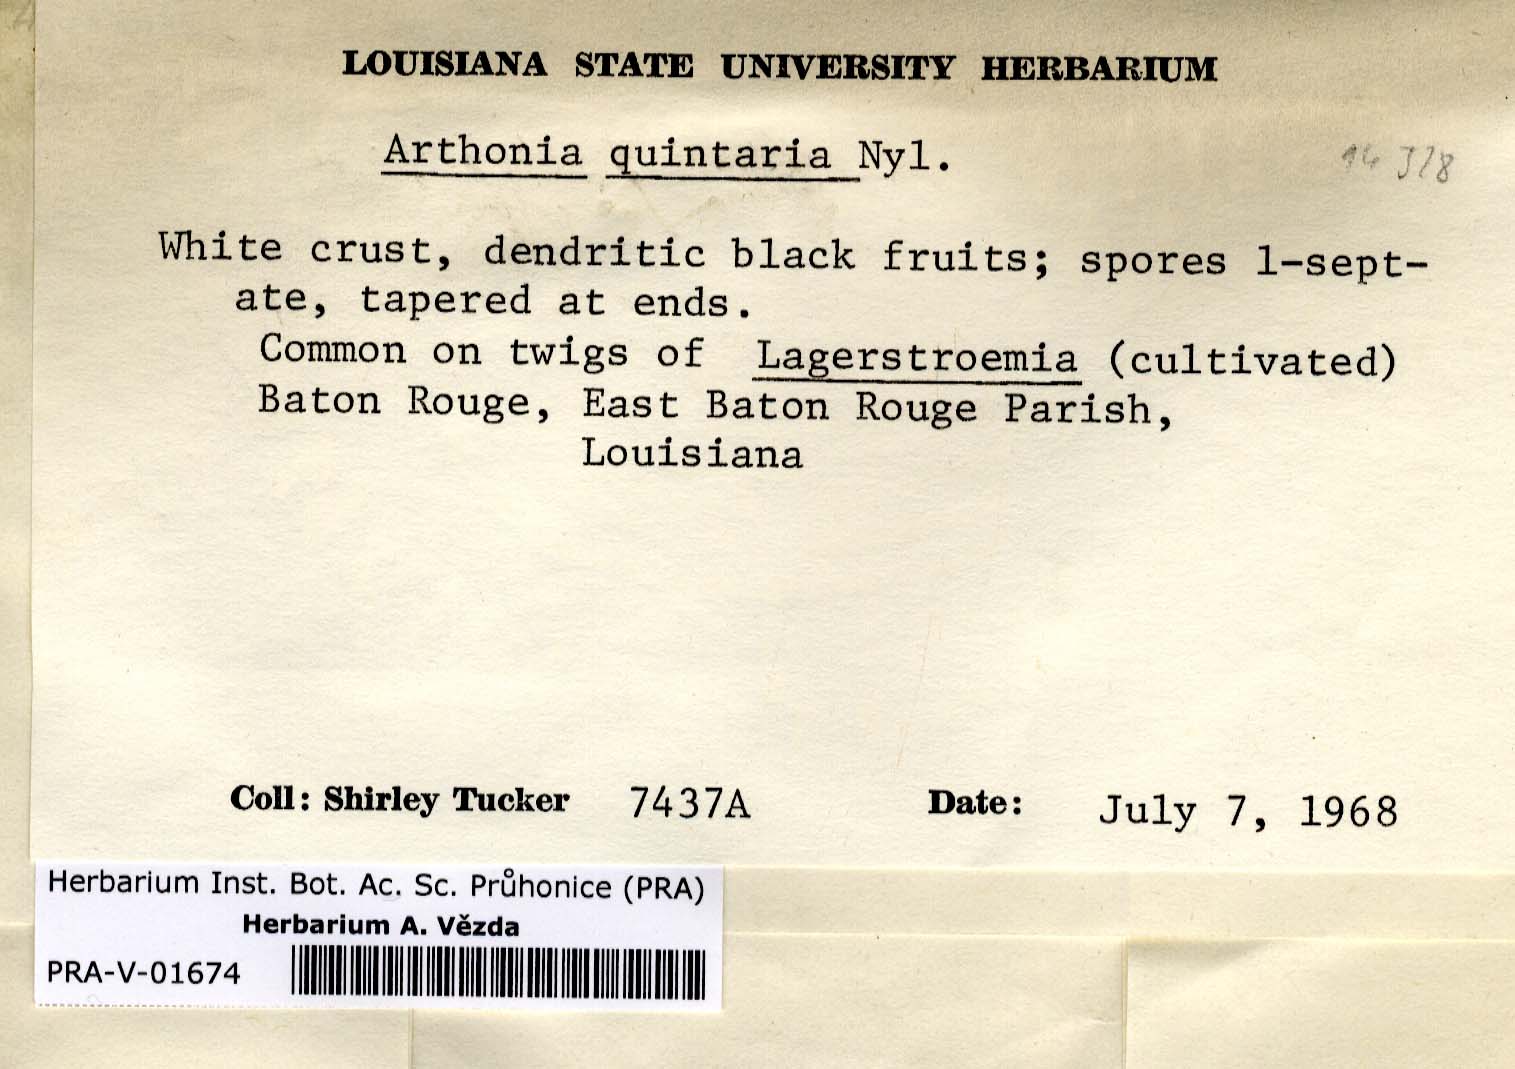 LOUISIANA STATE UNIVERSITY HERBARIUM
Arthonia quintaria Nyl.
White crust, dendritic black fruits; spores 1-sept-
ate, tapered at ends.
Common on twigs of Lagerstroemia (cultivated)
Baton Rouge, East Baton Rouge Parish,
Louisiana
Coll: Shirley Tucker 7437A Date: July 7, 1968
Herbarium Inst. Bot. Ac. Sc. Průhonice (PRA)
Herbarium A. Vězda
PRA-V-01674